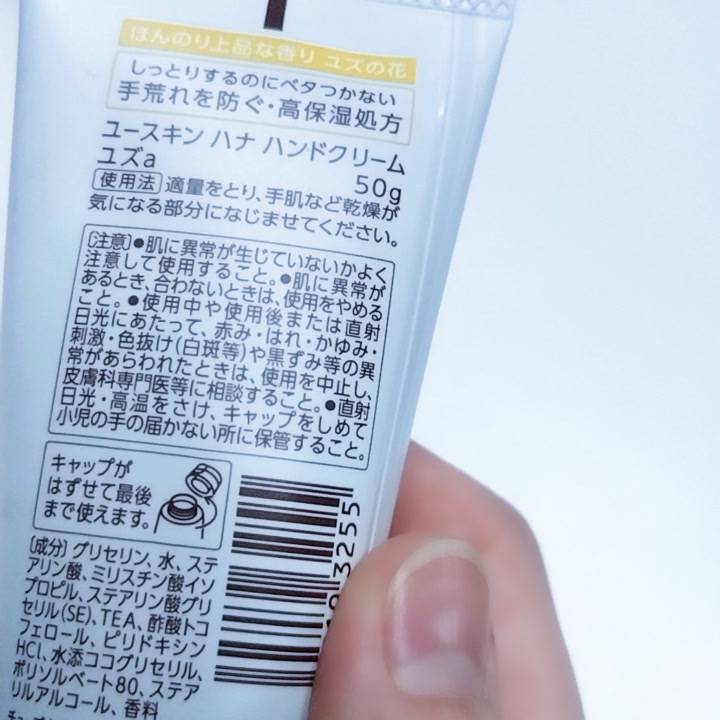 ほんのり上品な香り ユズの花
しっとりするのにベタつかない
手荒れを防ぐ・高保湿処方
ユースキン ハナ ハンドクリーム
ユズa
50g
使用法 適量をとり、手肌など乾燥が
気になる部分になじませてください。
〔注意〕●肌に異常が生じていないかよく
注意して使用すること。●肌に異常が
あるとき、合わないときは、使用をやめる
こと。●使用中や使用後または直射
日光にあたって、赤み・はれ・かゆみ・
刺激・色抜け(白斑等)や黒ずみ等の異
常があらわれたときは、使用を中止し、
皮膚科専門医等に相談すること。●直射
日光・高温をさけ、キャップをしめて
小児の手の届かない所に保管すること。
キャップが
はずせて最後
まで使えます。
〔成分〕グリセリン、水、ステ
アリン酸、ミリスチン酸イソ
プロピル、ステアリン酸グリ
セリル(SE)、TEA、酢酸トコ
フェロール、ピリドキシン
HCl、水添ココグリセリル、
ポリソルベート80、ステア
リルアルコール、香料
13255